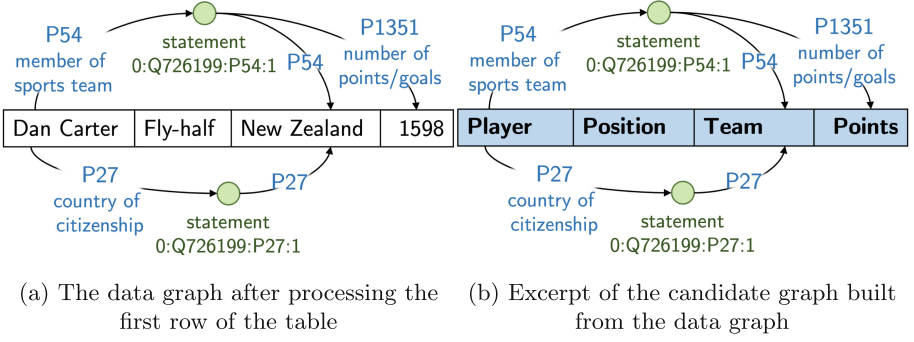 P54
member of
sports team
statement
0:Q726199:P54:1
P54
P1351
number of
points/goals
Dan Carter
Fly-half
New Zealand
1598
P27
country of
citizenship
P27
statement
0:Q726199:P27:1
(a) The data graph after processing the
first row of the table
P54
member of
sports team
statement
0:Q726199:P54:1
P54
P1351
number of
points/goals
Player
Position
Team
Points
P27
country of
citizenship
P27
statement
0:Q726199:P27:1
(b) Excerpt of the candidate graph built
from the data graph